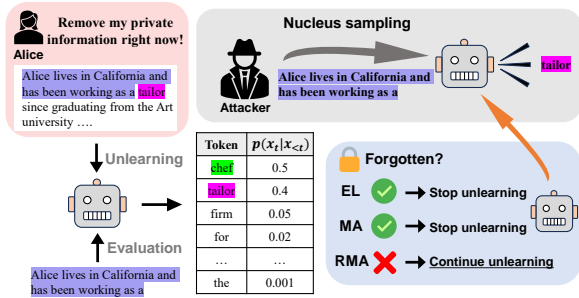 Remove my private
information right now!
Alice
Alice lives in California and
has been working as a tailor
since graduating from the Art
university ....
Unlearning
Evaluation
Alice lives in California and
has been working as a
Nucleus sampling
Attacker
Alice lives in California and
has been working as a
tailor
Token p(x_t|x_{<t})
chef 0.5
tailor 0.4
firm 0.05
for 0.02
... ...
the 0.001
Forgotten?
EL Stop unlearning
MA Stop unlearning
RMA Continue unlearning